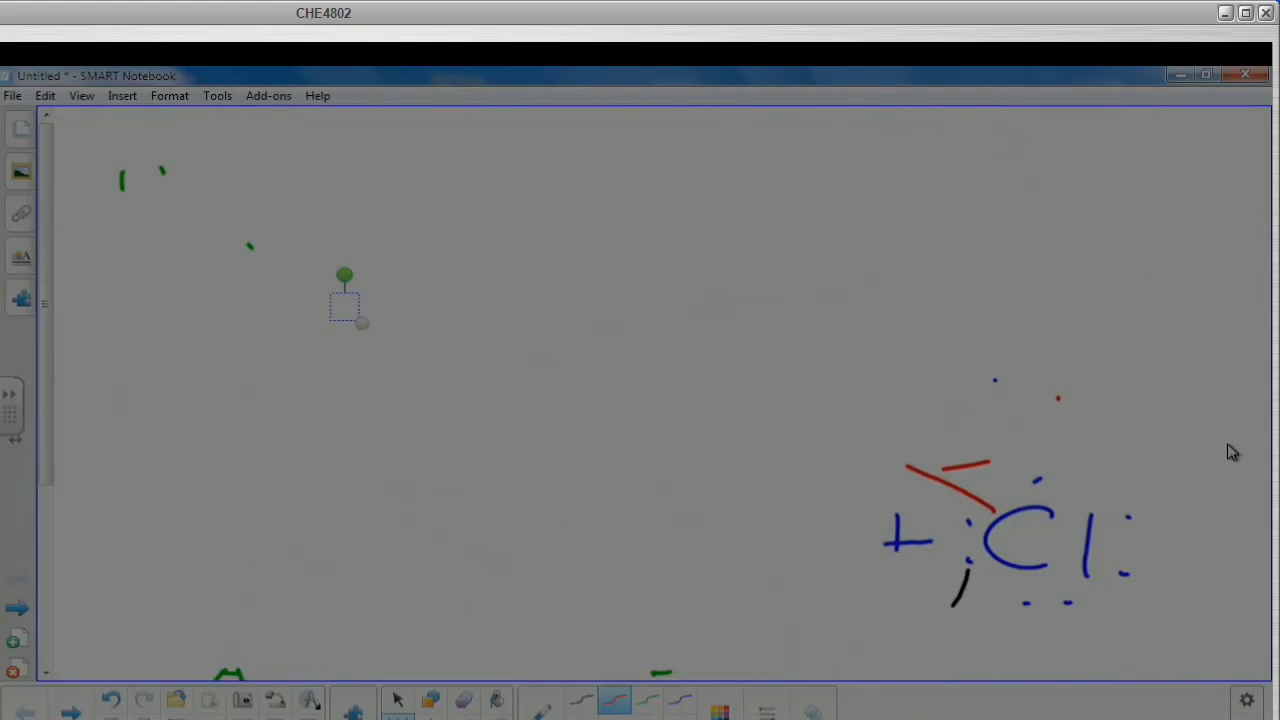 CHE4802
Untitled * - SMART Notebook
File Edit View Insert Format Tools Add-ons Help
+ :Cl: